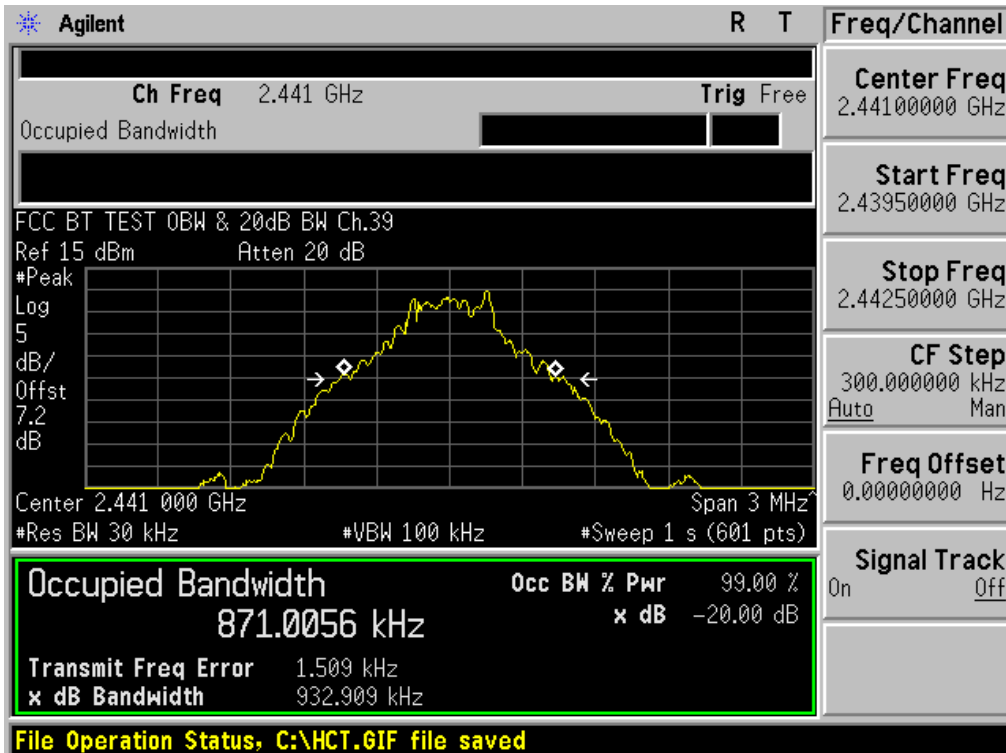 Agilent
R T
Freq/Channel
Ch Freq 2.441 GHz
Trig Free
Occupied Bandwidth
Center Freq
2.44100000 GHz
Start Freq
2.43950000 GHz
Stop Freq
2.44250000 GHz
CF Step
300.000000 kHz
Auto Man
Freq Offset
0.00000000 Hz
Signal Track
On Off
FCC BT TEST OBW & 20dB BW Ch.39
Ref 15 dBm Atten 20 dB
#Peak
Log
5
dB/
Offst
7.2
dB
Center 2.441 000 GHz Span 3 MHz^
#Res BW 30 kHz #VBW 100 kHz #Sweep 1 s (601 pts)
Occupied Bandwidth
871.0056 kHz
Occ BW % Pwr 99.00 %
x dB -20.00 dB
Transmit Freq Error 1.509 kHz
x dB Bandwidth 932.909 kHz
File Operation Status, C:\HCT.GIF file saved